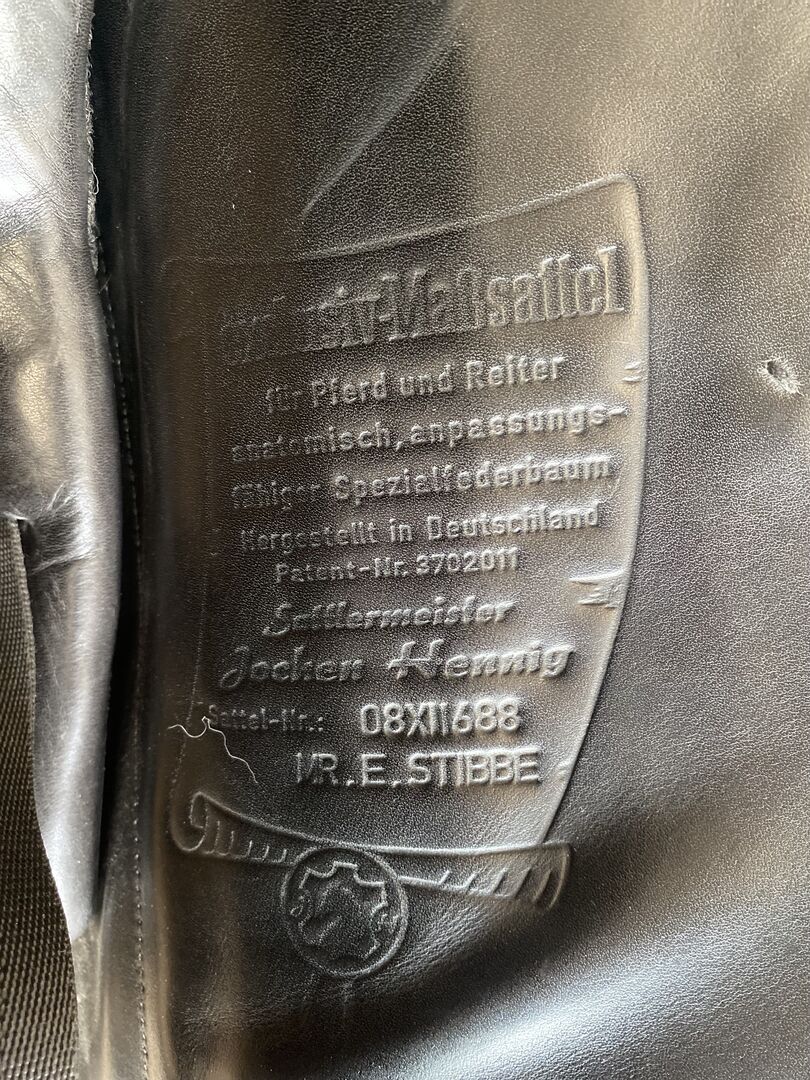 -Maßsattel
für Pferd und Reiter
anatomisch,anpassungs-
fähiger Spezialfederbaum
Hergestellt in Deutschland
Patent-Nr. 3702011
Sattlermeister
Jochen Hennig
Sattel-Nr.: 08XII688
MR.E.STIBBE